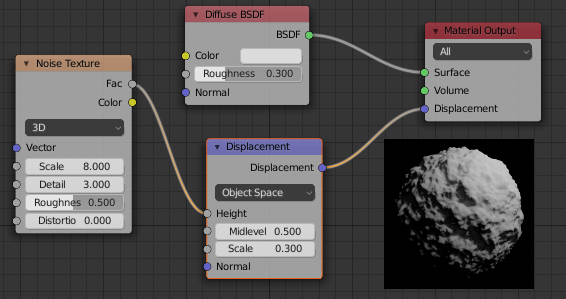 Noise Texture
Fac
Color
3D
Vector
Scale 8.000
Detail 3.000
Roughnes 0.500
Distortio 0.000
Diffuse BSDF
BSDF
Color
Roughness 0.300
Normal
Displacement
Displacement
Object Space
Height
Midlevel 0.500
Scale 0.300
Normal
Material Output
All
Surface
Volume
Displacement